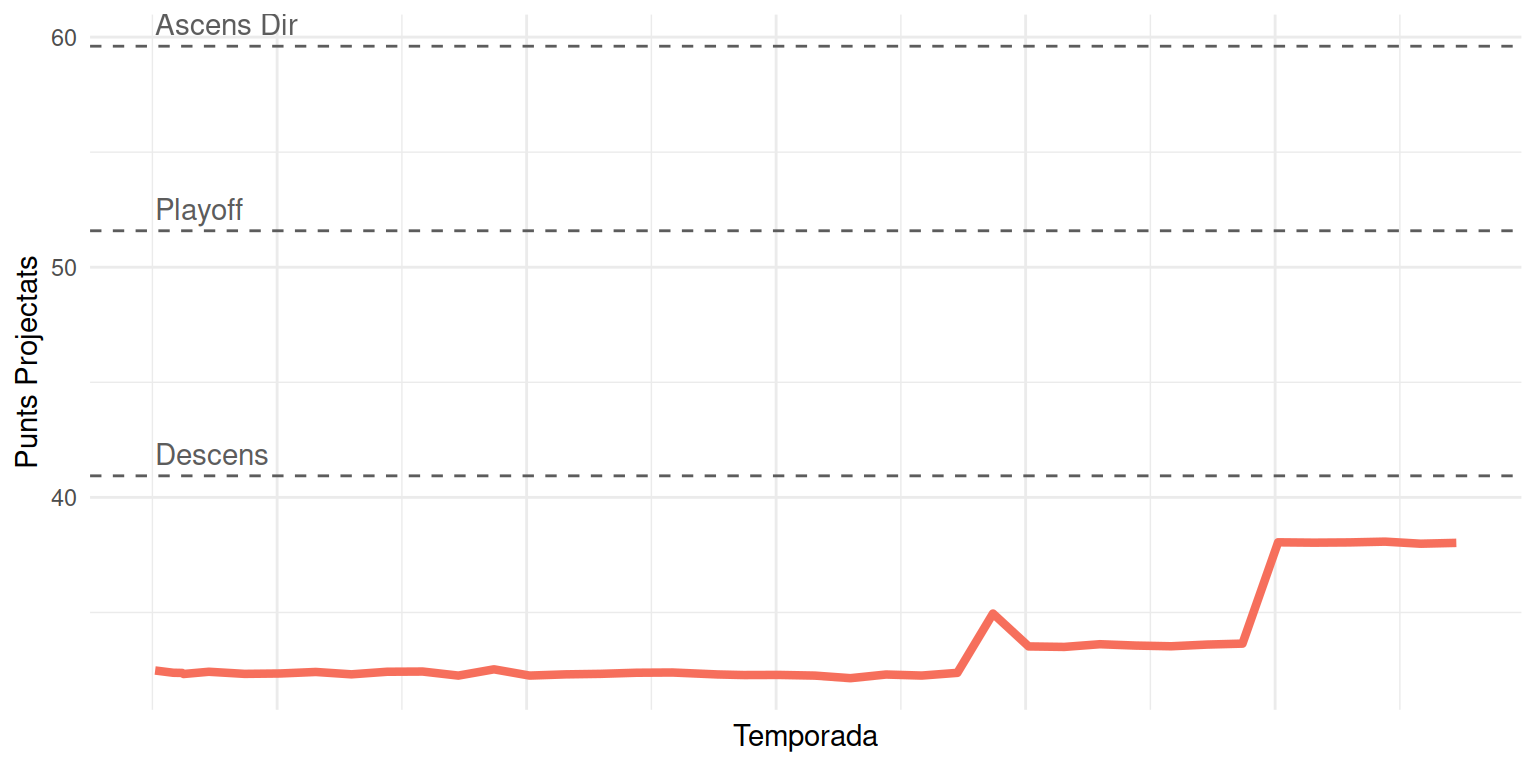 Ascens Dir
60
Playoff
50
Punts Projectats
Descens
40
Temporada